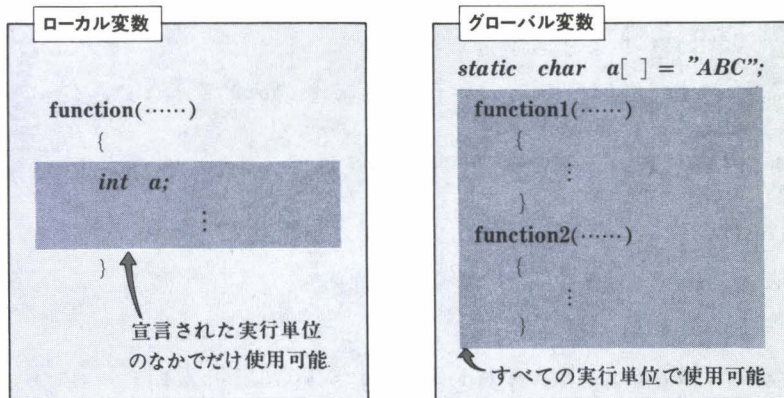 ローカル変数
function(……)
{
int a;
⋮
}
宣言された実行単位
のなかでだけ使用可能.
グローバル変数
static char a[ ] = ”ABC”;
function1(……)
{
⋮
}
function2(……)
{
⋮
}
すべての実行単位で使用可能